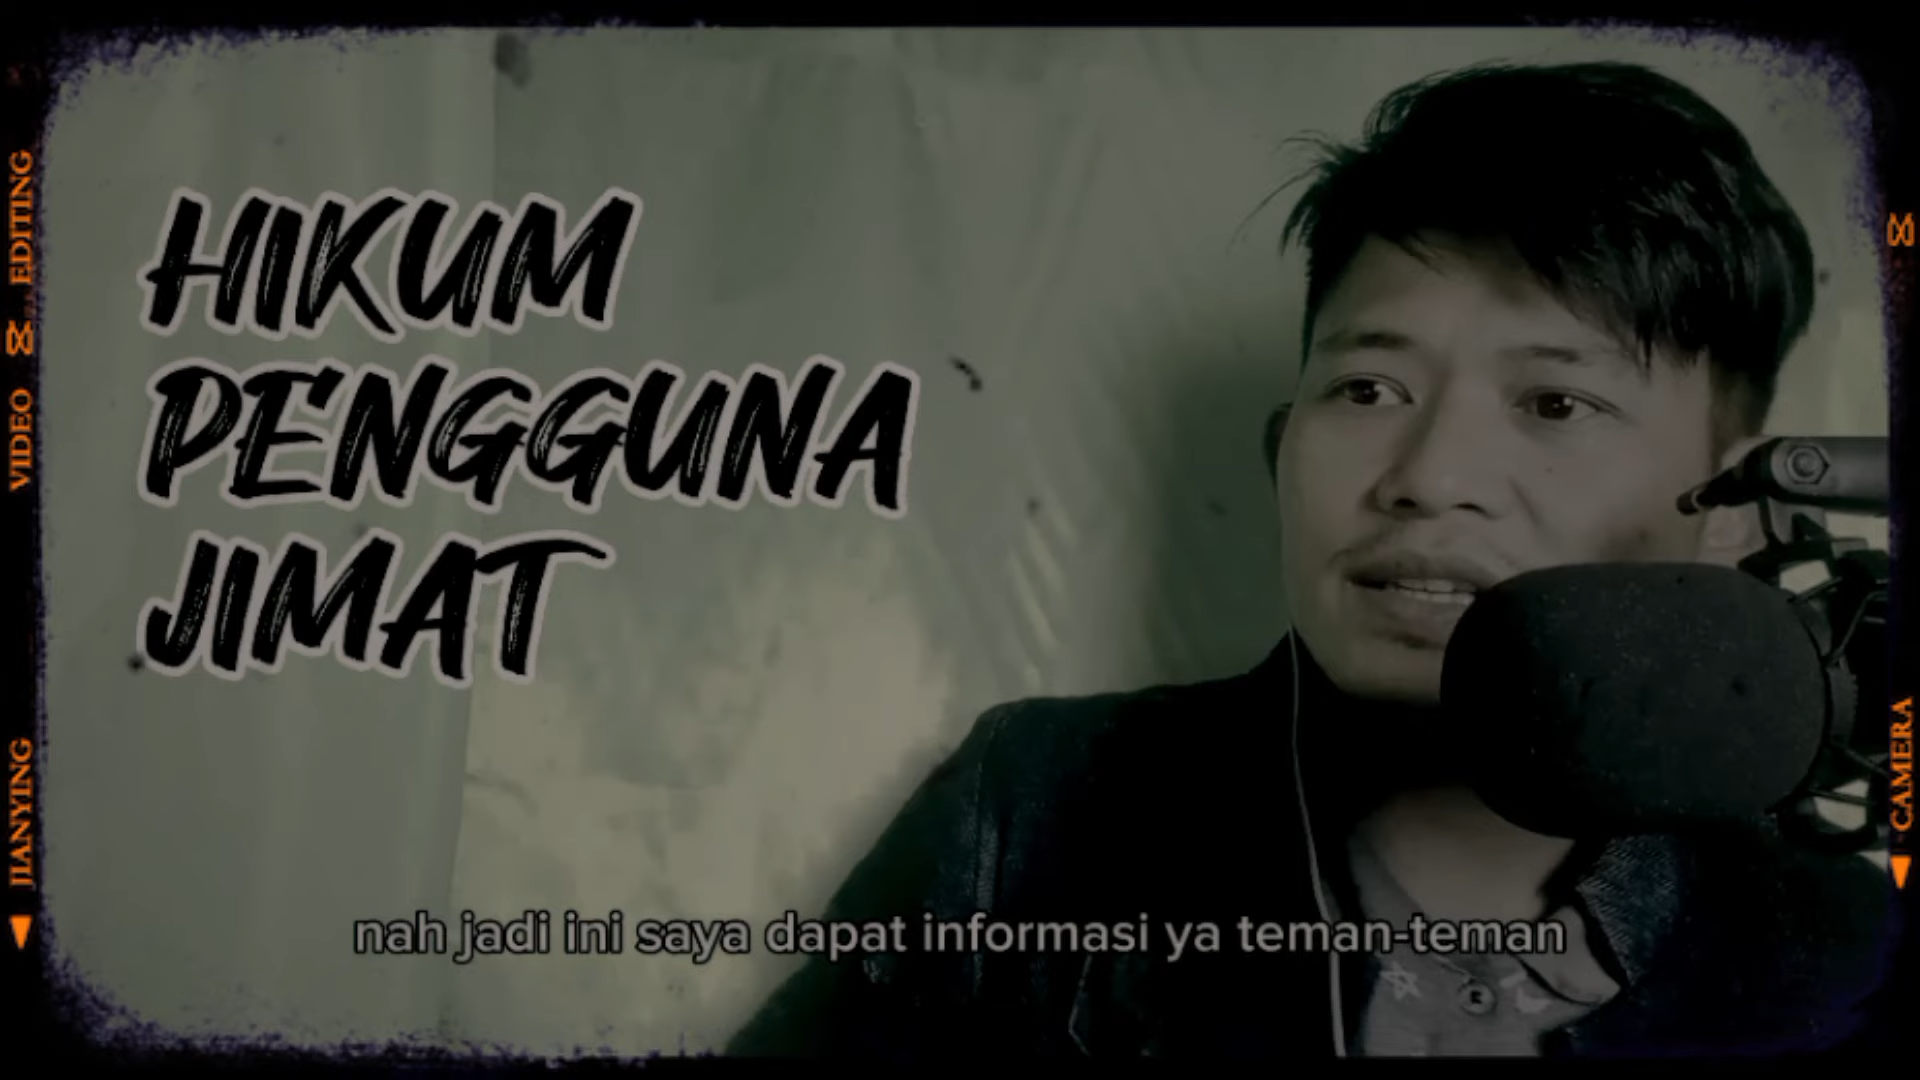 HIKUM
PENGGUNA
JIMAT
nah jadi ini saya dapat informasi ya teman-teman
VIDEO EDITING
JIANYING
CAMERA